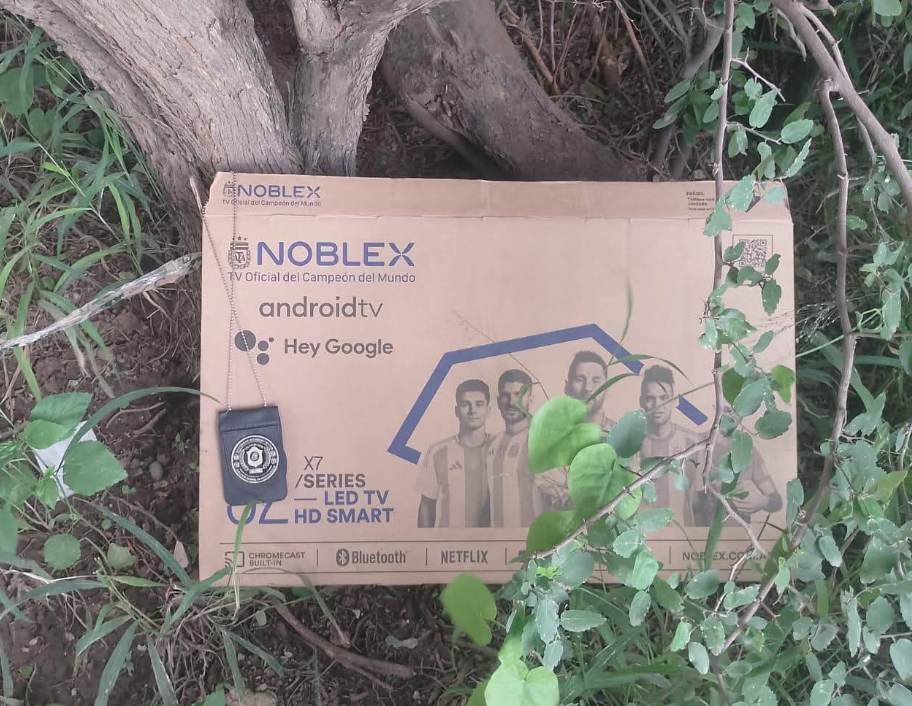 NOBLEX
TV Oficial del Campeón del Mundo
NOBLEX
TV Oficial del Campeón del Mundo
androidtv
Hey Google
X7
/SERIES
LED TV
HD SMART
CHROMECAST
BUILT-IN
Bluetooth
NETFLIX